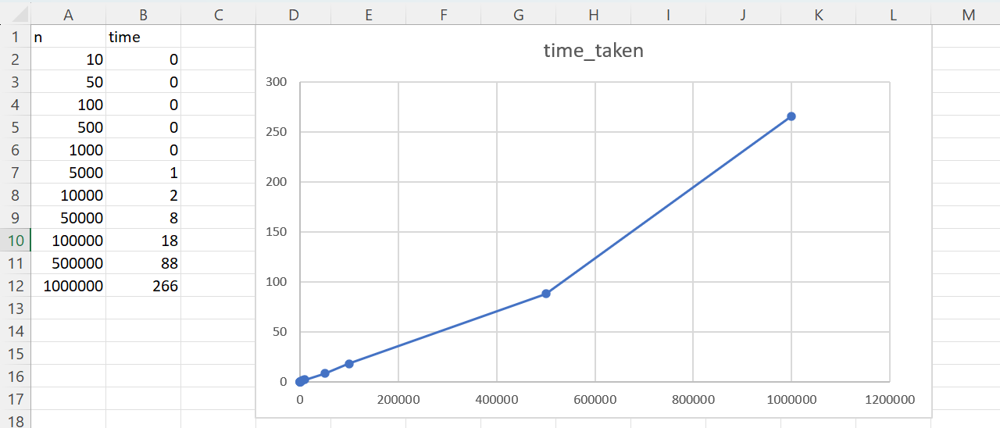 A B C D E F G H I J K L M
1 n time
2 10 0
3 50 0
4 100 0
5 500 0
6 1000 0
7 5000 1
8 10000 2
9 50000 8
10 100000 18
11 500000 88
12 1000000 266
13
14
15
16
17
18
time_taken
300
250
200
150
100
50
0
0 200000 400000 600000 800000 1000000 1200000